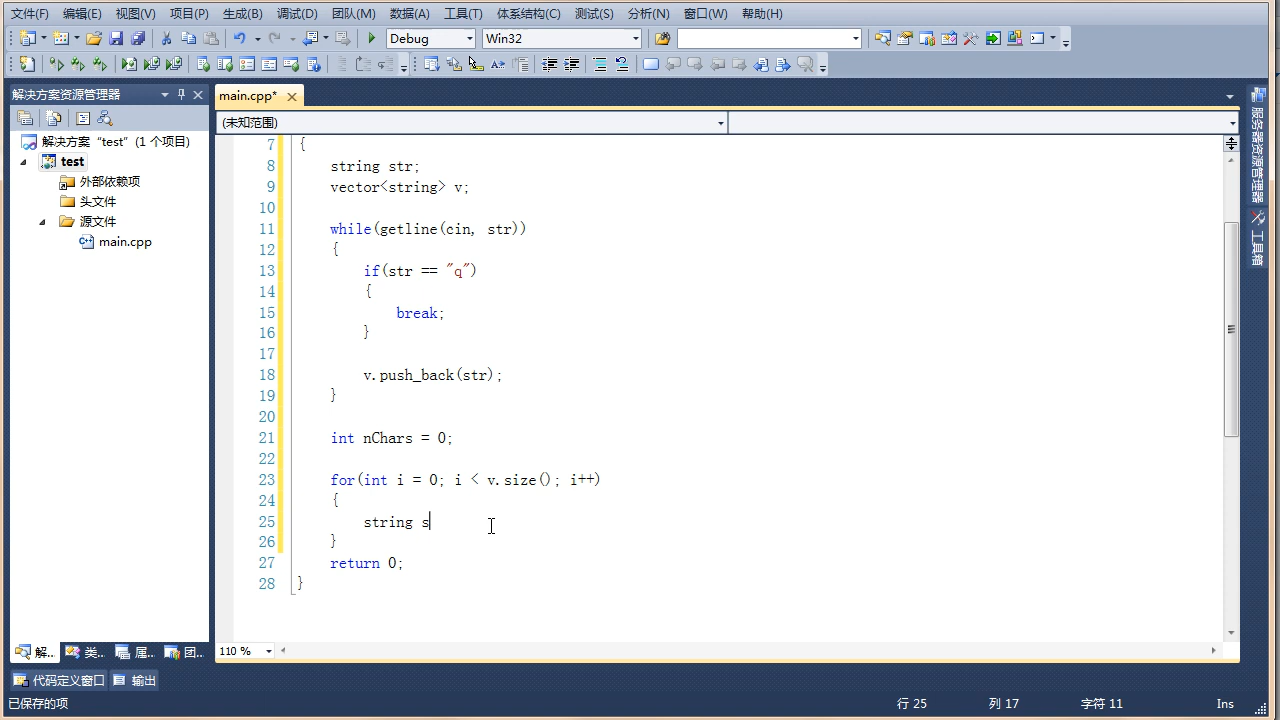 文件(F) 编辑(E) 视图(V) 项目(P) 生成(B) 调试(D) 团队(M) 数据(A) 工具(T) 体系结构(C) 测试(S) 分析(N) 窗口(W) 帮助(H)
Debug Win32
解决方案资源管理器
main.cpp*
(未知范围)
解决方案 "test" (1 个项目)
test
外部依赖项
头文件
源文件
main.cpp
7 {
8 string str;
9 vector<string> v;
10
11 while(getline(cin, str))
12 {
13 if(str == "q")
14 {
15 break;
16 }
17
18 v.push_back(str);
19 }
20
21 int nChars = 0;
22
23 for(int i = 0; i < v.size(); i++)
24 {
25 string s
26 }
27 return 0;
28 }
服务器资源管理器
工具箱
解... 类... 属... 团...
110 %
代码定义窗口 输出
已保存的项 行 25 列 17 字符 11 Ins